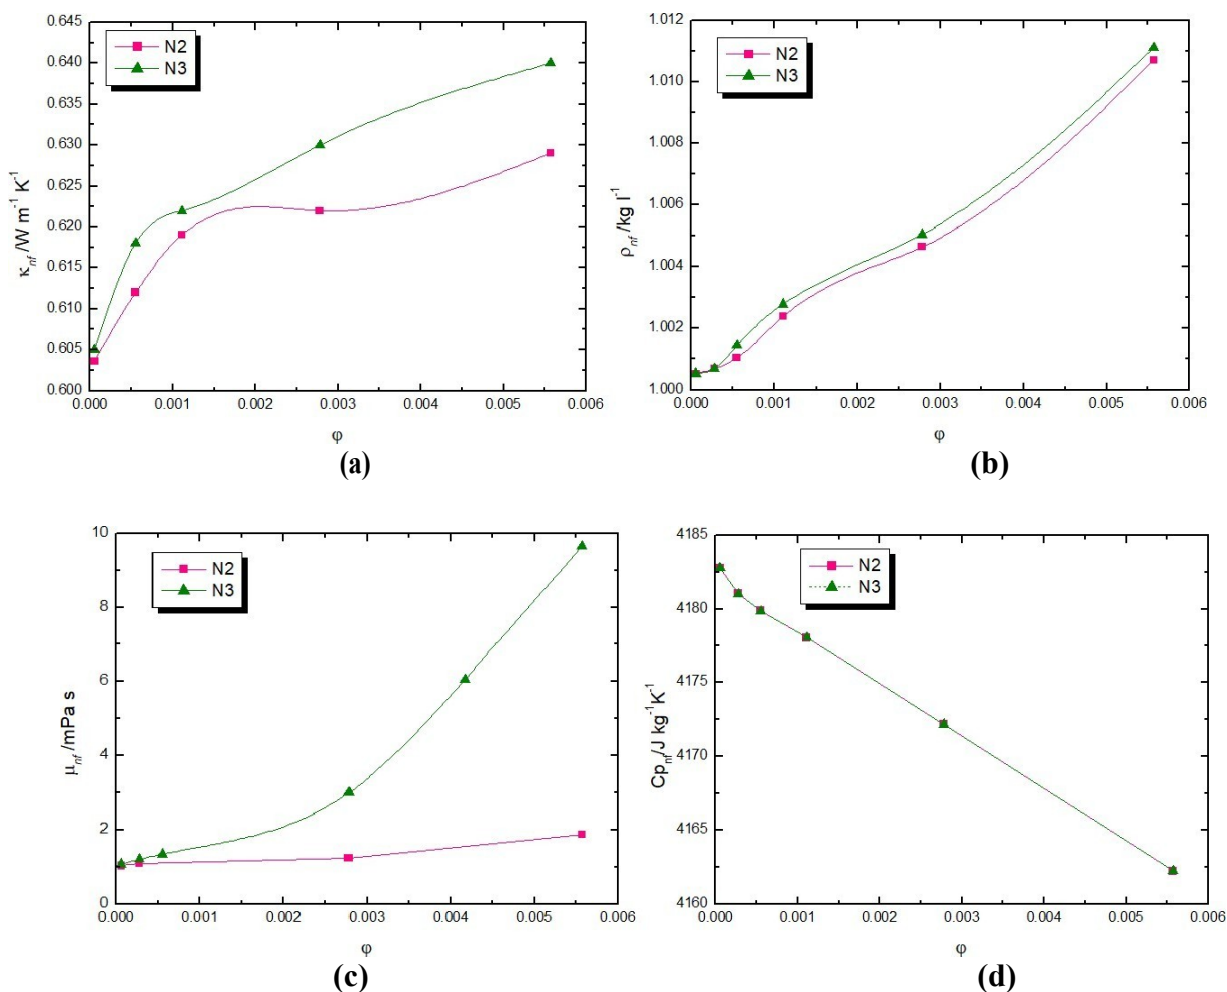 0.645
0.640
0.635
0.630
0.625
0.620
0.615
0.610
0.605
0.600
κnf /W m-1 K-1
N2
N3
0.000 0.001 0.002 0.003 0.004 0.005 0.006
φ
(a)
1.012
1.010
1.008
1.006
1.004
1.002
1.000
ρnf /kg l-1
N2
N3
0.000 0.001 0.002 0.003 0.004 0.005 0.006
φ
(b)
10
8
6
4
2
0
μnf /mPa s
N2
N3
0.000 0.001 0.002 0.003 0.004 0.005 0.006
φ
(c)
4185
4180
4175
4170
4165
4160
Cpnf/J kg-1K-1
N2
N3
0.000 0.001 0.002 0.003 0.004 0.005 0.006
φ
(d)